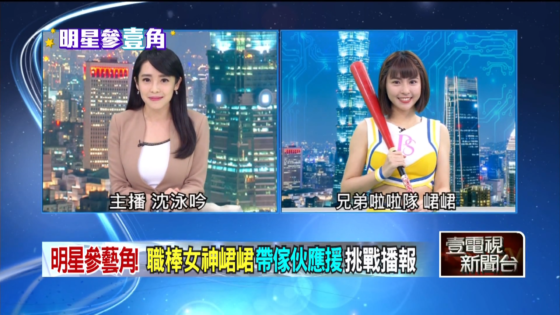 明星參壹角
主播 沈泳吟
兄弟啦啦隊 峮峮
明星參藝角! 職棒女神峮峮帶傢伙應援 挑戰播報
壹電視
新聞台